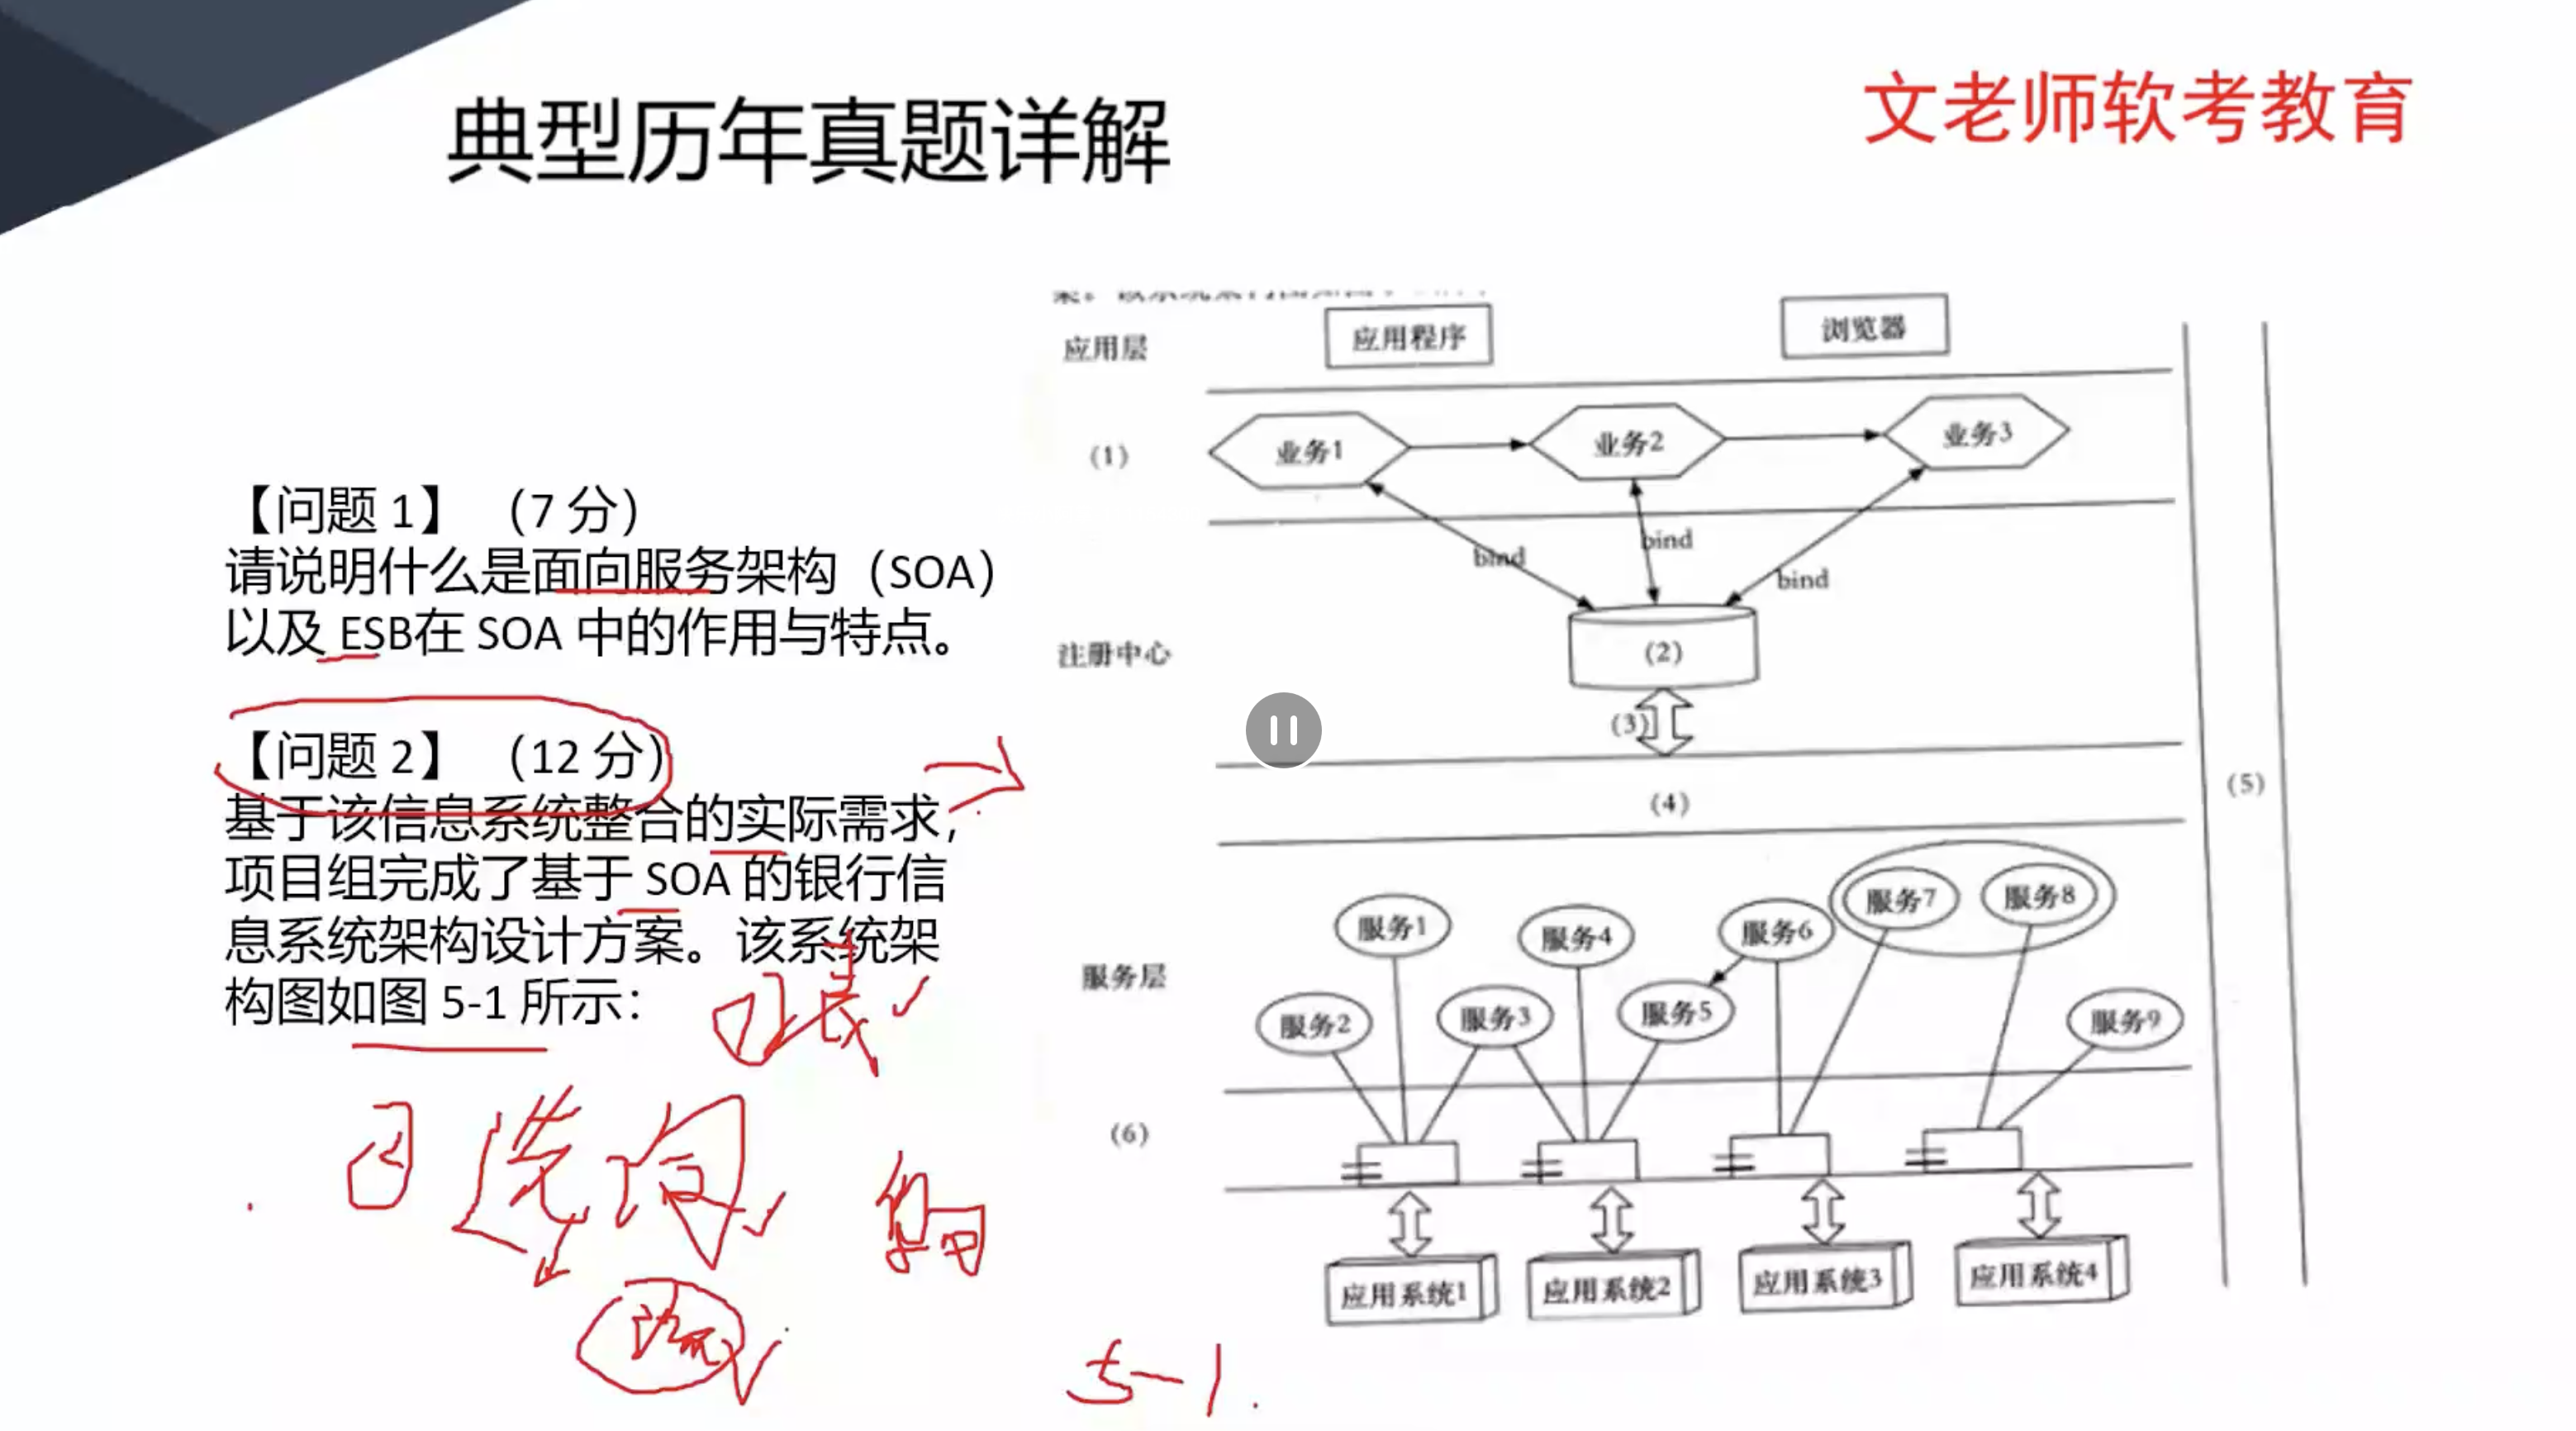 典型历年真题详解
文老师软考教育
【问题 1】 （7 分）
请说明什么是面向服务架构（SOA）
以及 ESB在 SOA 中的作用与特点。
【问题 2】 （12 分）
基于该信息系统整合的实际需求，
项目组完成了基于 SOA 的银行信
息系统架构设计方案。该系统架
构图如图 5-1 所示：
应用层
应用程序
浏览器
(1)
业务1
业务2
业务3
bind
bind
bind
注册中心
(2)
(3)
(4)
(5)
服务层
服务1
服务4
服务6
服务7
服务8
服务2
服务3
服务5
服务9
(6)
应用系统1
应用系统2
应用系统3
应用系统4
5-1.